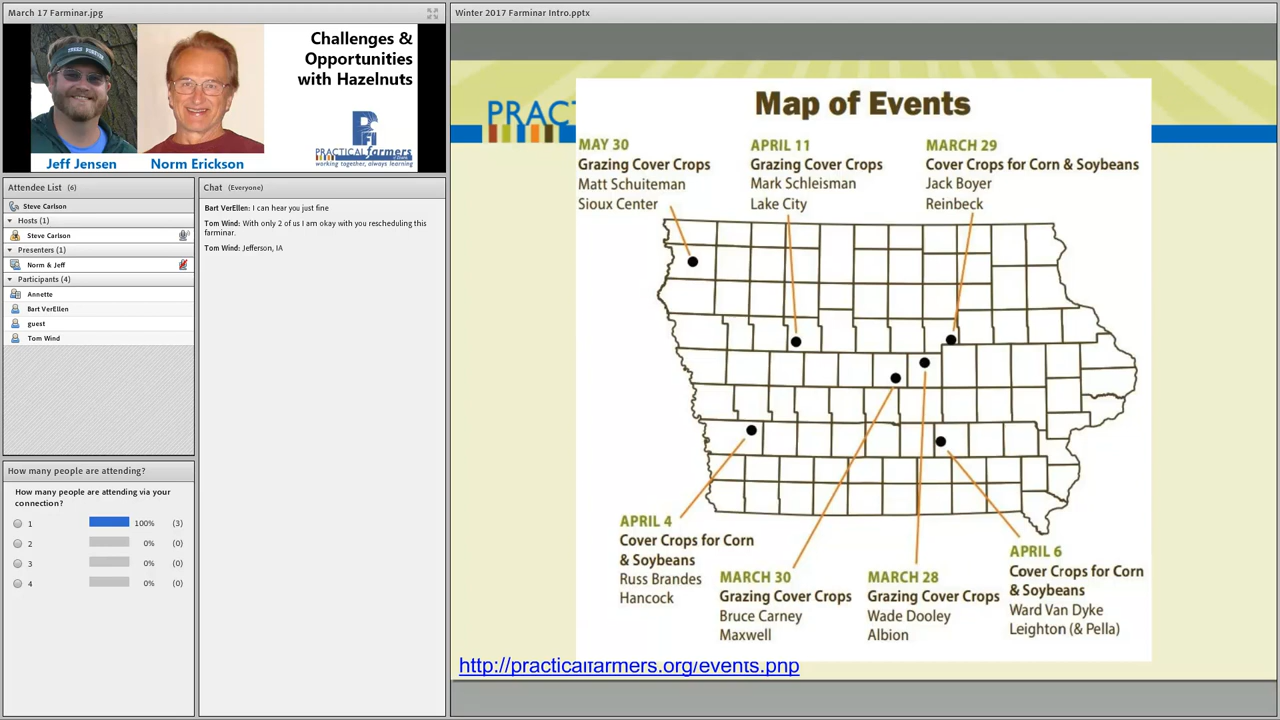 March 17 Farminar.jpg
Challenges &
Opportunities
with Hazelnuts
PRACTICAL farmers
working together, always learning
Jeff Jensen
Norm Erickson
Attendee List (6)
Steve Carlson
Hosts (1)
Steve Carlson
Presenters (1)
Norm & Jeff
Participants (4)
Annette
Bart VerEllen
guest
Tom Wind
Chat (Everyone)
Bart VerEllen: I can hear you just fine
Tom Wind: With only 2 of us I am okay with you rescheduling this
farminar.
Tom Wind: Jefferson, IA
How many people are attending?
How many people are attending via your
connection?
1 100% (3)
2 0% (0)
3 0% (0)
4 0% (0)
Winter 2017 Farminar Intro.pptx
PRACT
Map of Events
MAY 30
Grazing Cover Crops
Matt Schuiteman
Sioux Center
APRIL 11
Grazing Cover Crops
Mark Schleisman
Lake City
MARCH 29
Cover Crops for Corn & Soybeans
Jack Boyer
Reinbeck
APRIL 4
Cover Crops for Corn
& Soybeans
Russ Brandes
Hancock
MARCH 30
Grazing Cover Crops
Bruce Carney
Maxwell
MARCH 28
Grazing Cover Crops
Wade Dooley
Albion
APRIL 6
Cover Crops for Corn
& Soybeans
Ward Van Dyke
Leighton (& Pella)
http://practicalfarmers.org/events.php